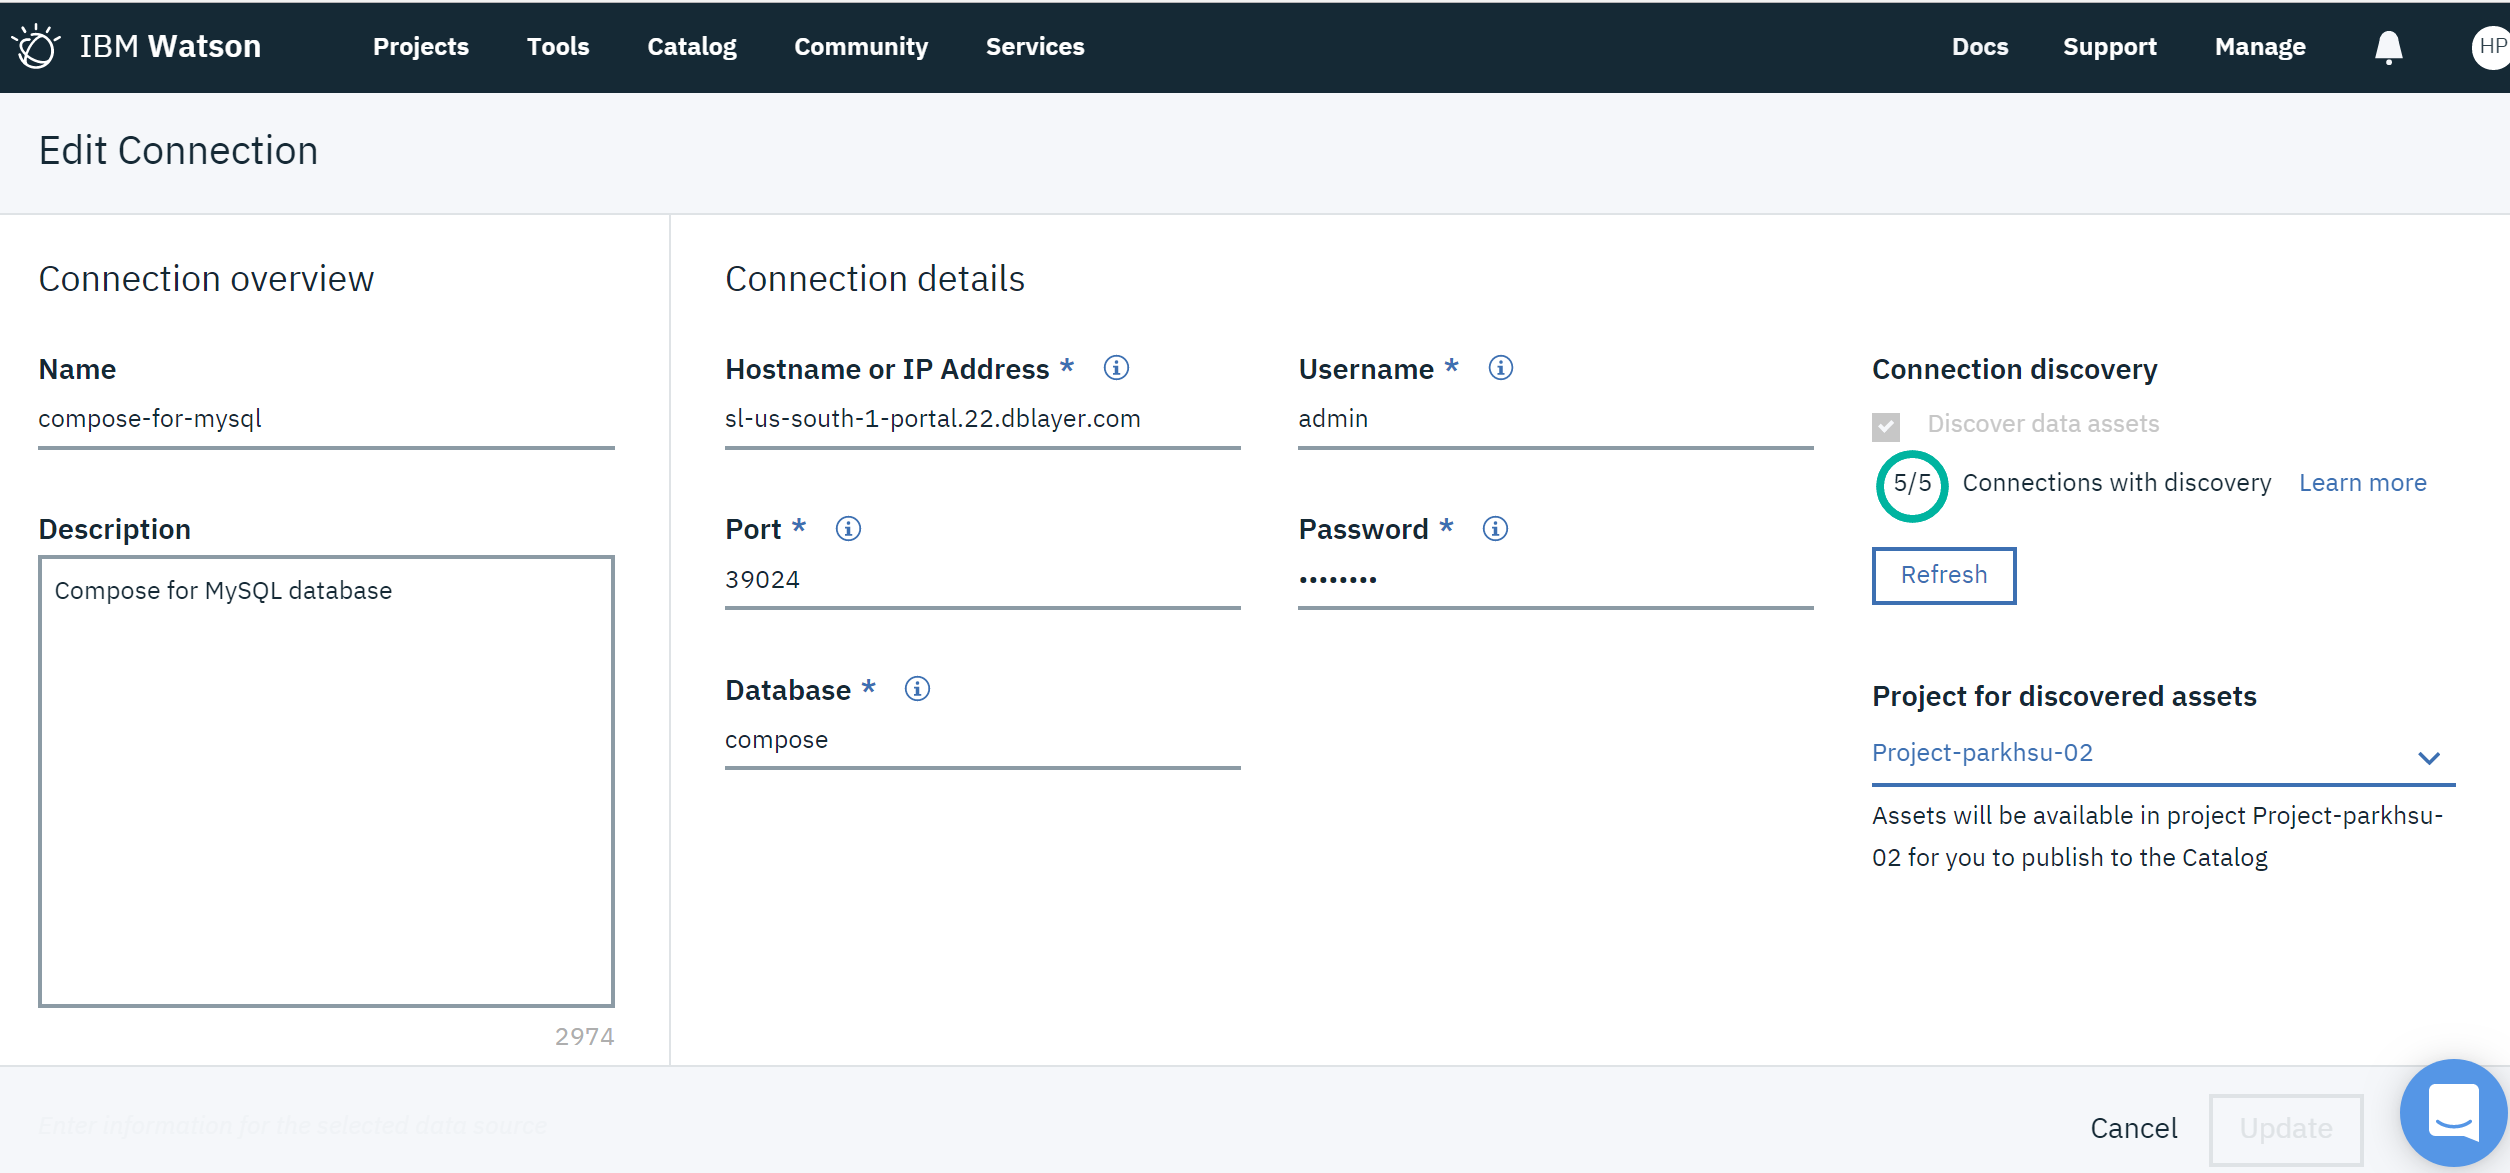 IBM Watson Projects Tools Catalog Community Services Docs Support Manage HP
Edit Connection
Connection overview
Name
compose-for-mysql
Description
Compose for MySQL database
2974
Connection details
Hostname or IP Address *
sl-us-south-1-portal.22.dblayer.com
Port *
39024
Database *
compose
Username *
admin
Password *
••••••••
Connection discovery
Discover data assets
5/5 Connections with discovery Learn more
Refresh
Project for discovered assets
Project-parkhsu-02
Assets will be available in project Project-parkhsu-
02 for you to publish to the Catalog
Enter information for the selected data source
Cancel Update